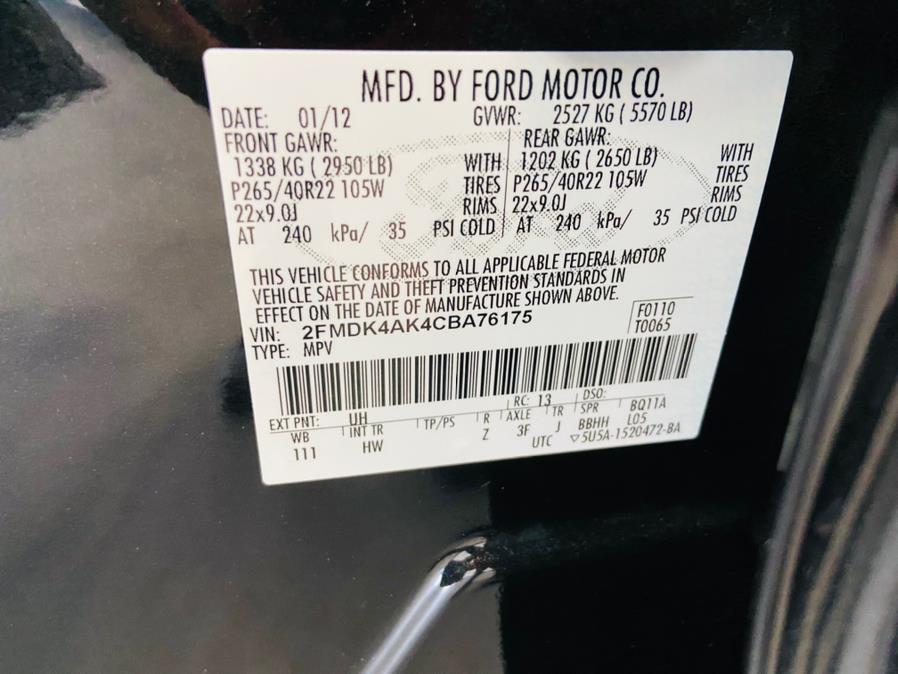 MFD. BY FORD MOTOR CO.
DATE: 01/12 GVWR: 2527 KG ( 5570 LB)
FRONT GAWR: REAR GAWR:
1338 KG ( 2950 LB) WITH 1202 KG ( 2650 LB) WITH
P265/40R22 105W TIRES P265/40R22 105W TIRES
22x9.0J RIMS 22x9.0J RIMS
AT 240 kPa/ 35 PSI COLD AT 240 kPa/ 35 PSI COLD
THIS VEHICLE CONFORMS TO ALL APPLICABLE FEDERAL MOTOR
VEHICLE SAFETY AND THEFT PREVENTION STANDARDS IN
EFFECT ON THE DATE OF MANUFACTURE SHOWN ABOVE.
VIN: 2FMDK4AK4CBA76175 F0110
TYPE: MPV T0065
EXT PNT: UH RC: 13 DSO:
WB INT TR TP/PS R AXLE TR SPR BQ11A
111 HW Z 3F J BBHH L05
UTC ▽5U5A-1520472-BA